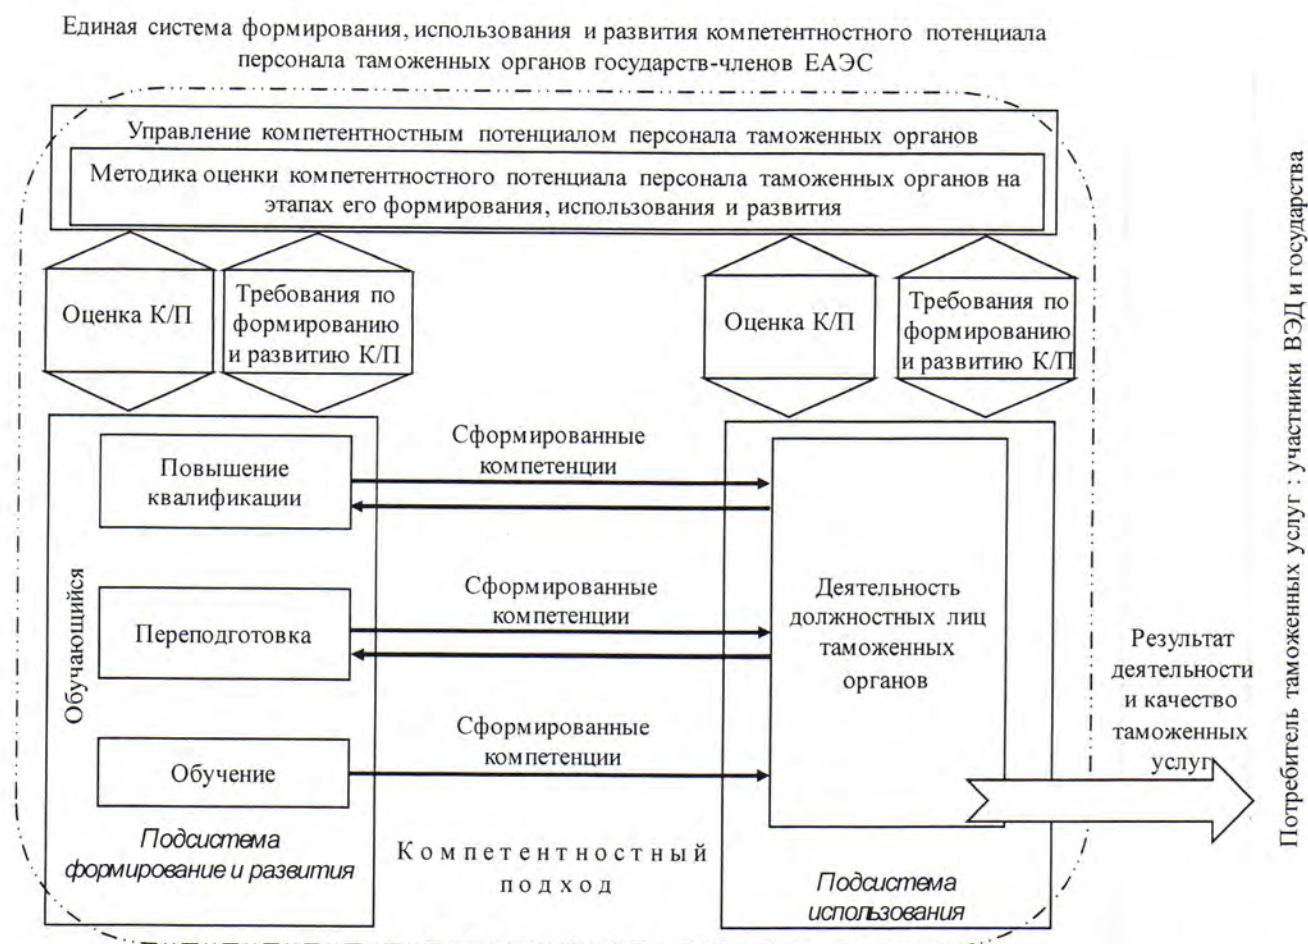 Единая система формирования, использования и развития компетентностного потенциала
персонала таможенных органов государств-членов ЕАЭС
Управление компетентностным потенциалом персонала таможенных органов
Методика оценки компетентностного потенциала персонала таможенных органов на
этапах его формирования, использования и развития
Оценка К/П
Требования по
формированию
и развитию К/П
Оценка К/П
Требования по
формированию
и развитию К/П
Обучающийся
Повышение
квалификации
Сформированные
компетенции
Переподготовка
Сформированные
компетенции
Обучение
Сформированные
компетенции
Деятельность
должностных лиц
таможенных
органов
Подсистема
формирование и развития
Компетентностный
подход
Подсистема
использования
Результат
деятельности
и качество
таможенных
услуг
Потребитель таможенных услуг : участники ВЭД и государства